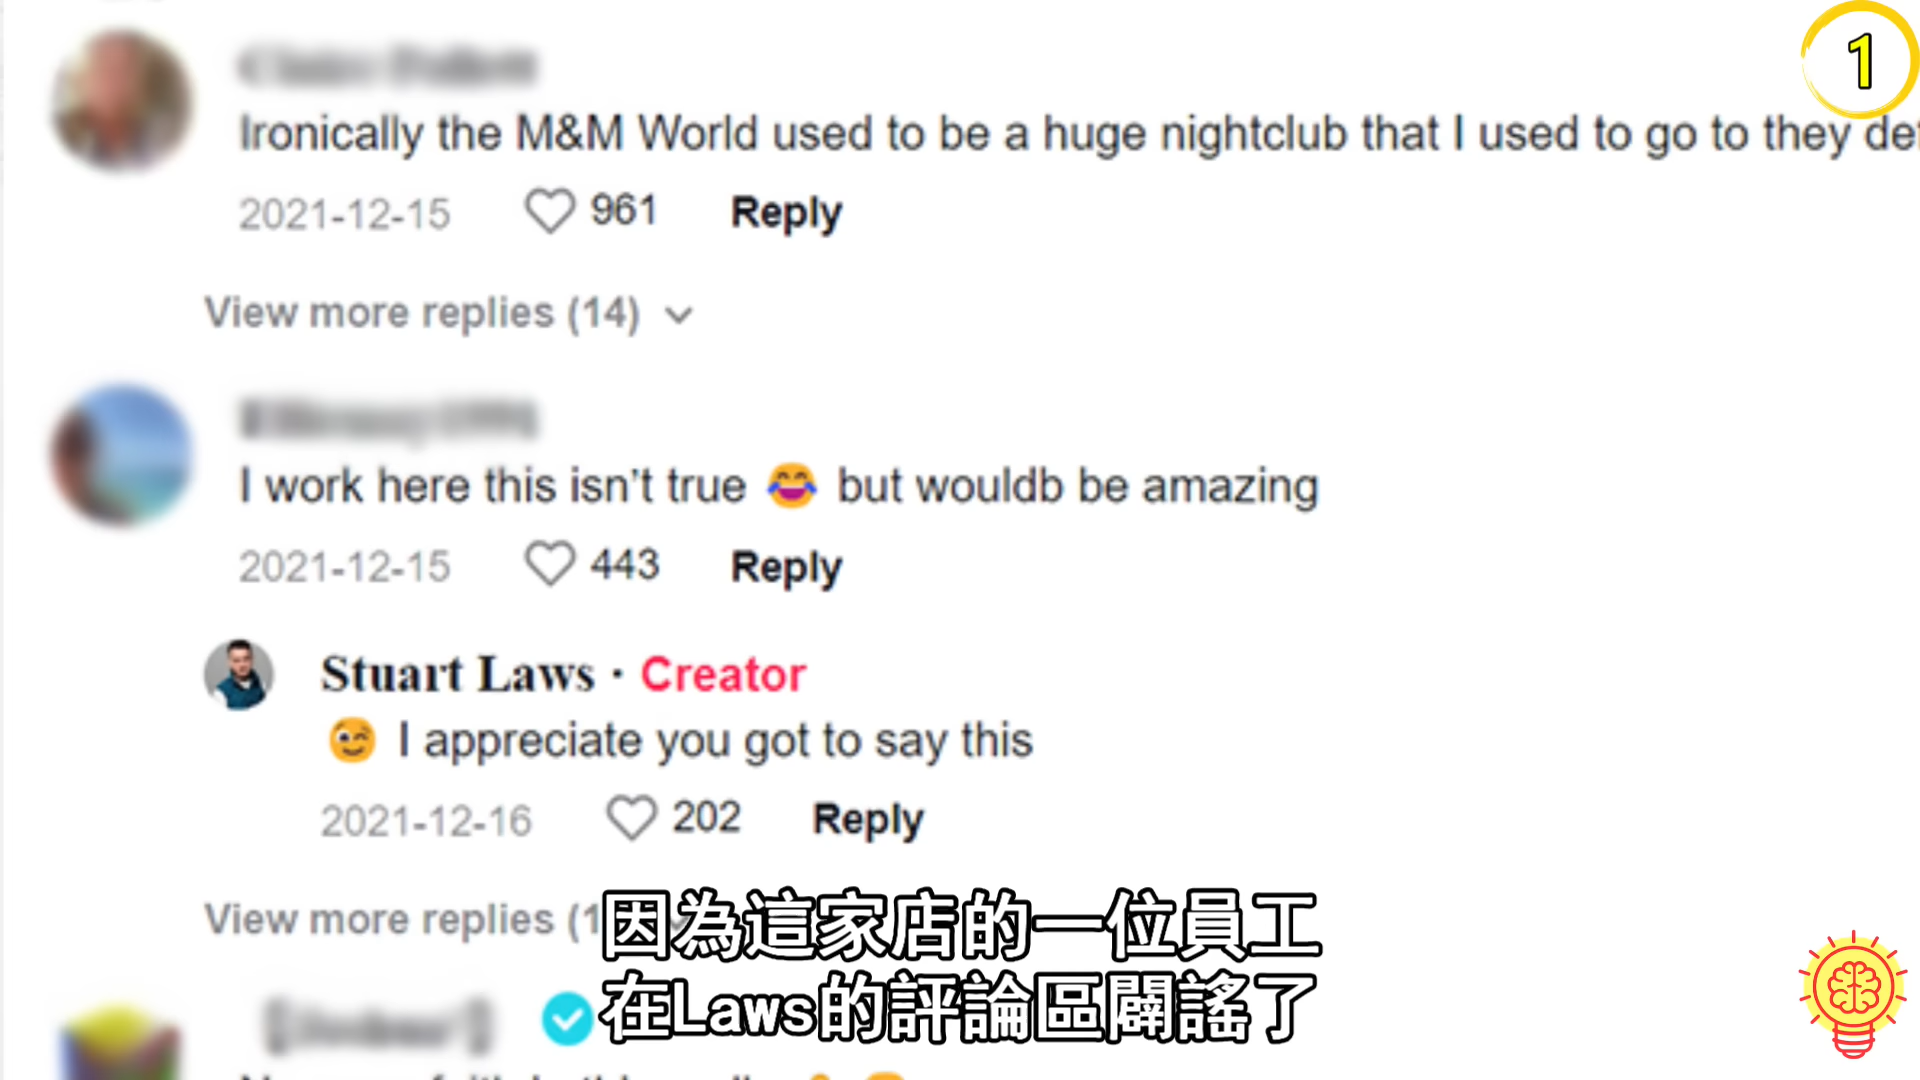 1
Ironically the M&M World used to be a huge nightclub that I used to go to they
2021-12-15 961 Reply
View more replies (14)
I work here this isn't true 😂 but wouldb be amazing
2021-12-15 443 Reply
Stuart Laws · Creator
😉 I appreciate you got to say this
2021-12-16 202 Reply
View more replies (1
因為這家店的一位員工
在Laws的評論區闢謠了